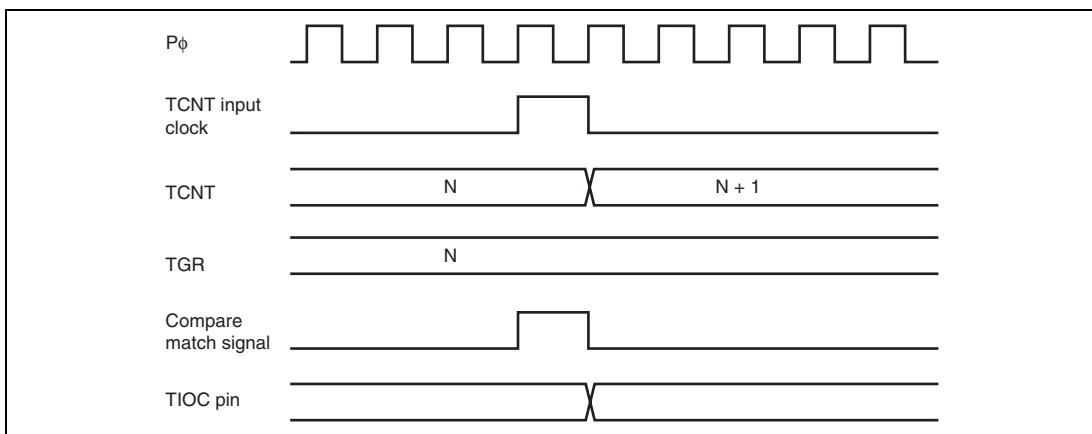 Pϕ
TCNT input
clock
TCNT
N
N + 1
TGR
N
Compare
match signal
TIOC pin